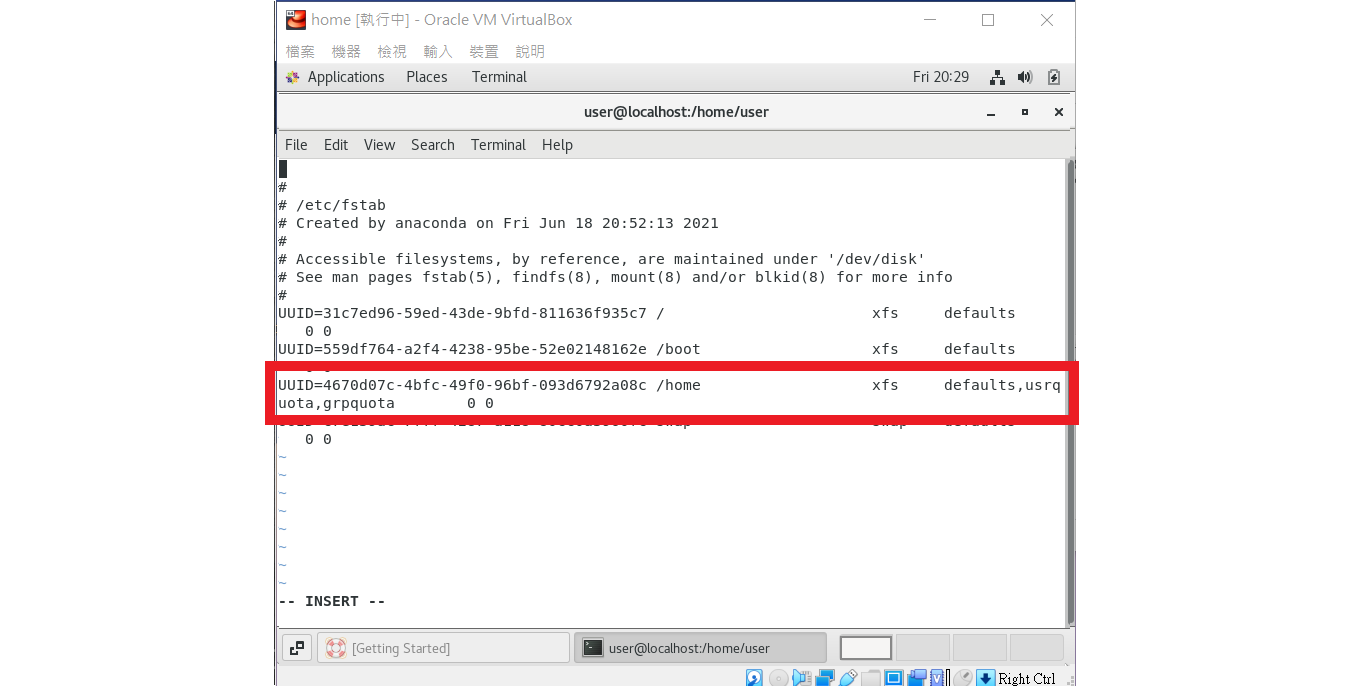 home [執行中] - Oracle VM VirtualBox
檔案 機器 檢視 輸入 裝置 說明
Applications Places Terminal Fri 20:29
user@localhost:/home/user
File Edit View Search Terminal Help
#
# /etc/fstab
# Created by anaconda on Fri Jun 18 20:52:13 2021
#
# Accessible filesystems, by reference, are maintained under '/dev/disk'
# See man pages fstab(5), findfs(8), mount(8) and/or blkid(8) for more info
#
UUID=31c7ed96-59ed-43de-9bfd-811636f935c7 / xfs defaults
0 0
UUID=559df764-a2f4-4238-95be-52e02148162e /boot xfs defaults
UUID=4670d07c-4bfc-49f0-96bf-093d6792a08c /home xfs defaults,usrq
uota,grpquota 0 0
0 0
~
~
~
~
~
~
~
~
-- INSERT --
[Getting Started] user@localhost:/home/user
Right Ctrl